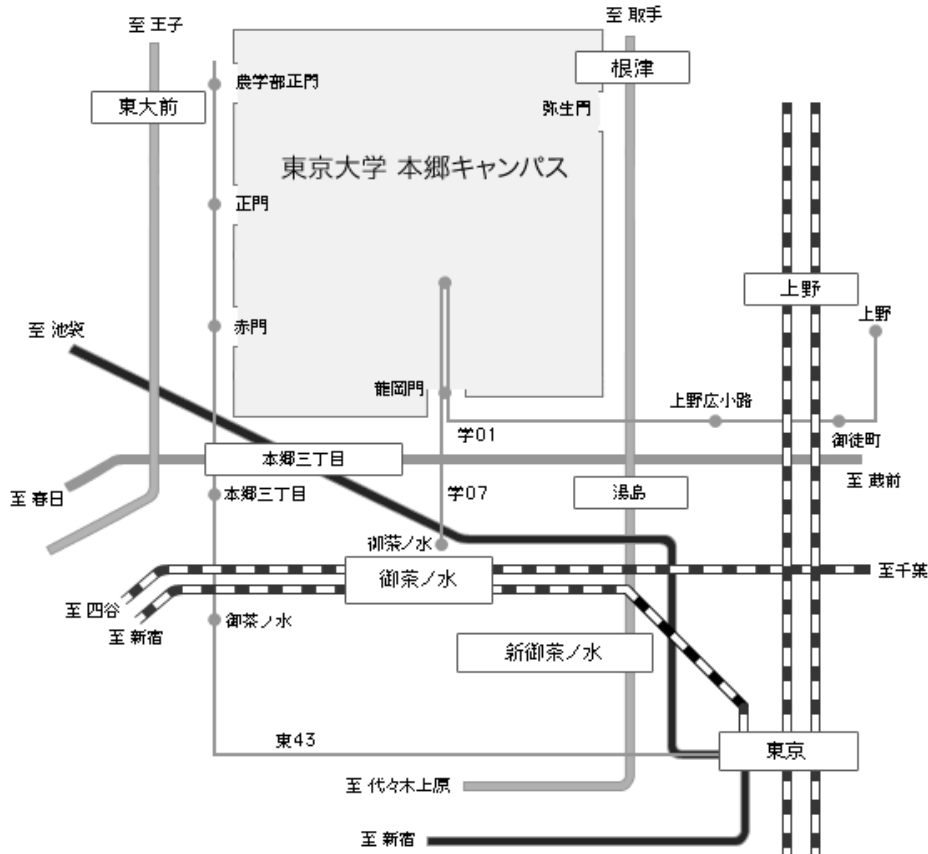 至 王子
至 取手
根津
農学部正門
東大前
弥生門
東京大学 本郷キャンパス
正門
上野
上野
赤門
至 池袋
龍岡門
上野広小路
学01
御徒町
本郷三丁目
至 蔵前
至 春日
本郷三丁目
学07
湯島
御茶ノ水
御茶ノ水
至千葉
至 四谷
至 新宿
御茶ノ水
新御茶ノ水
東43
東京
至 代々木上原
至 新宿